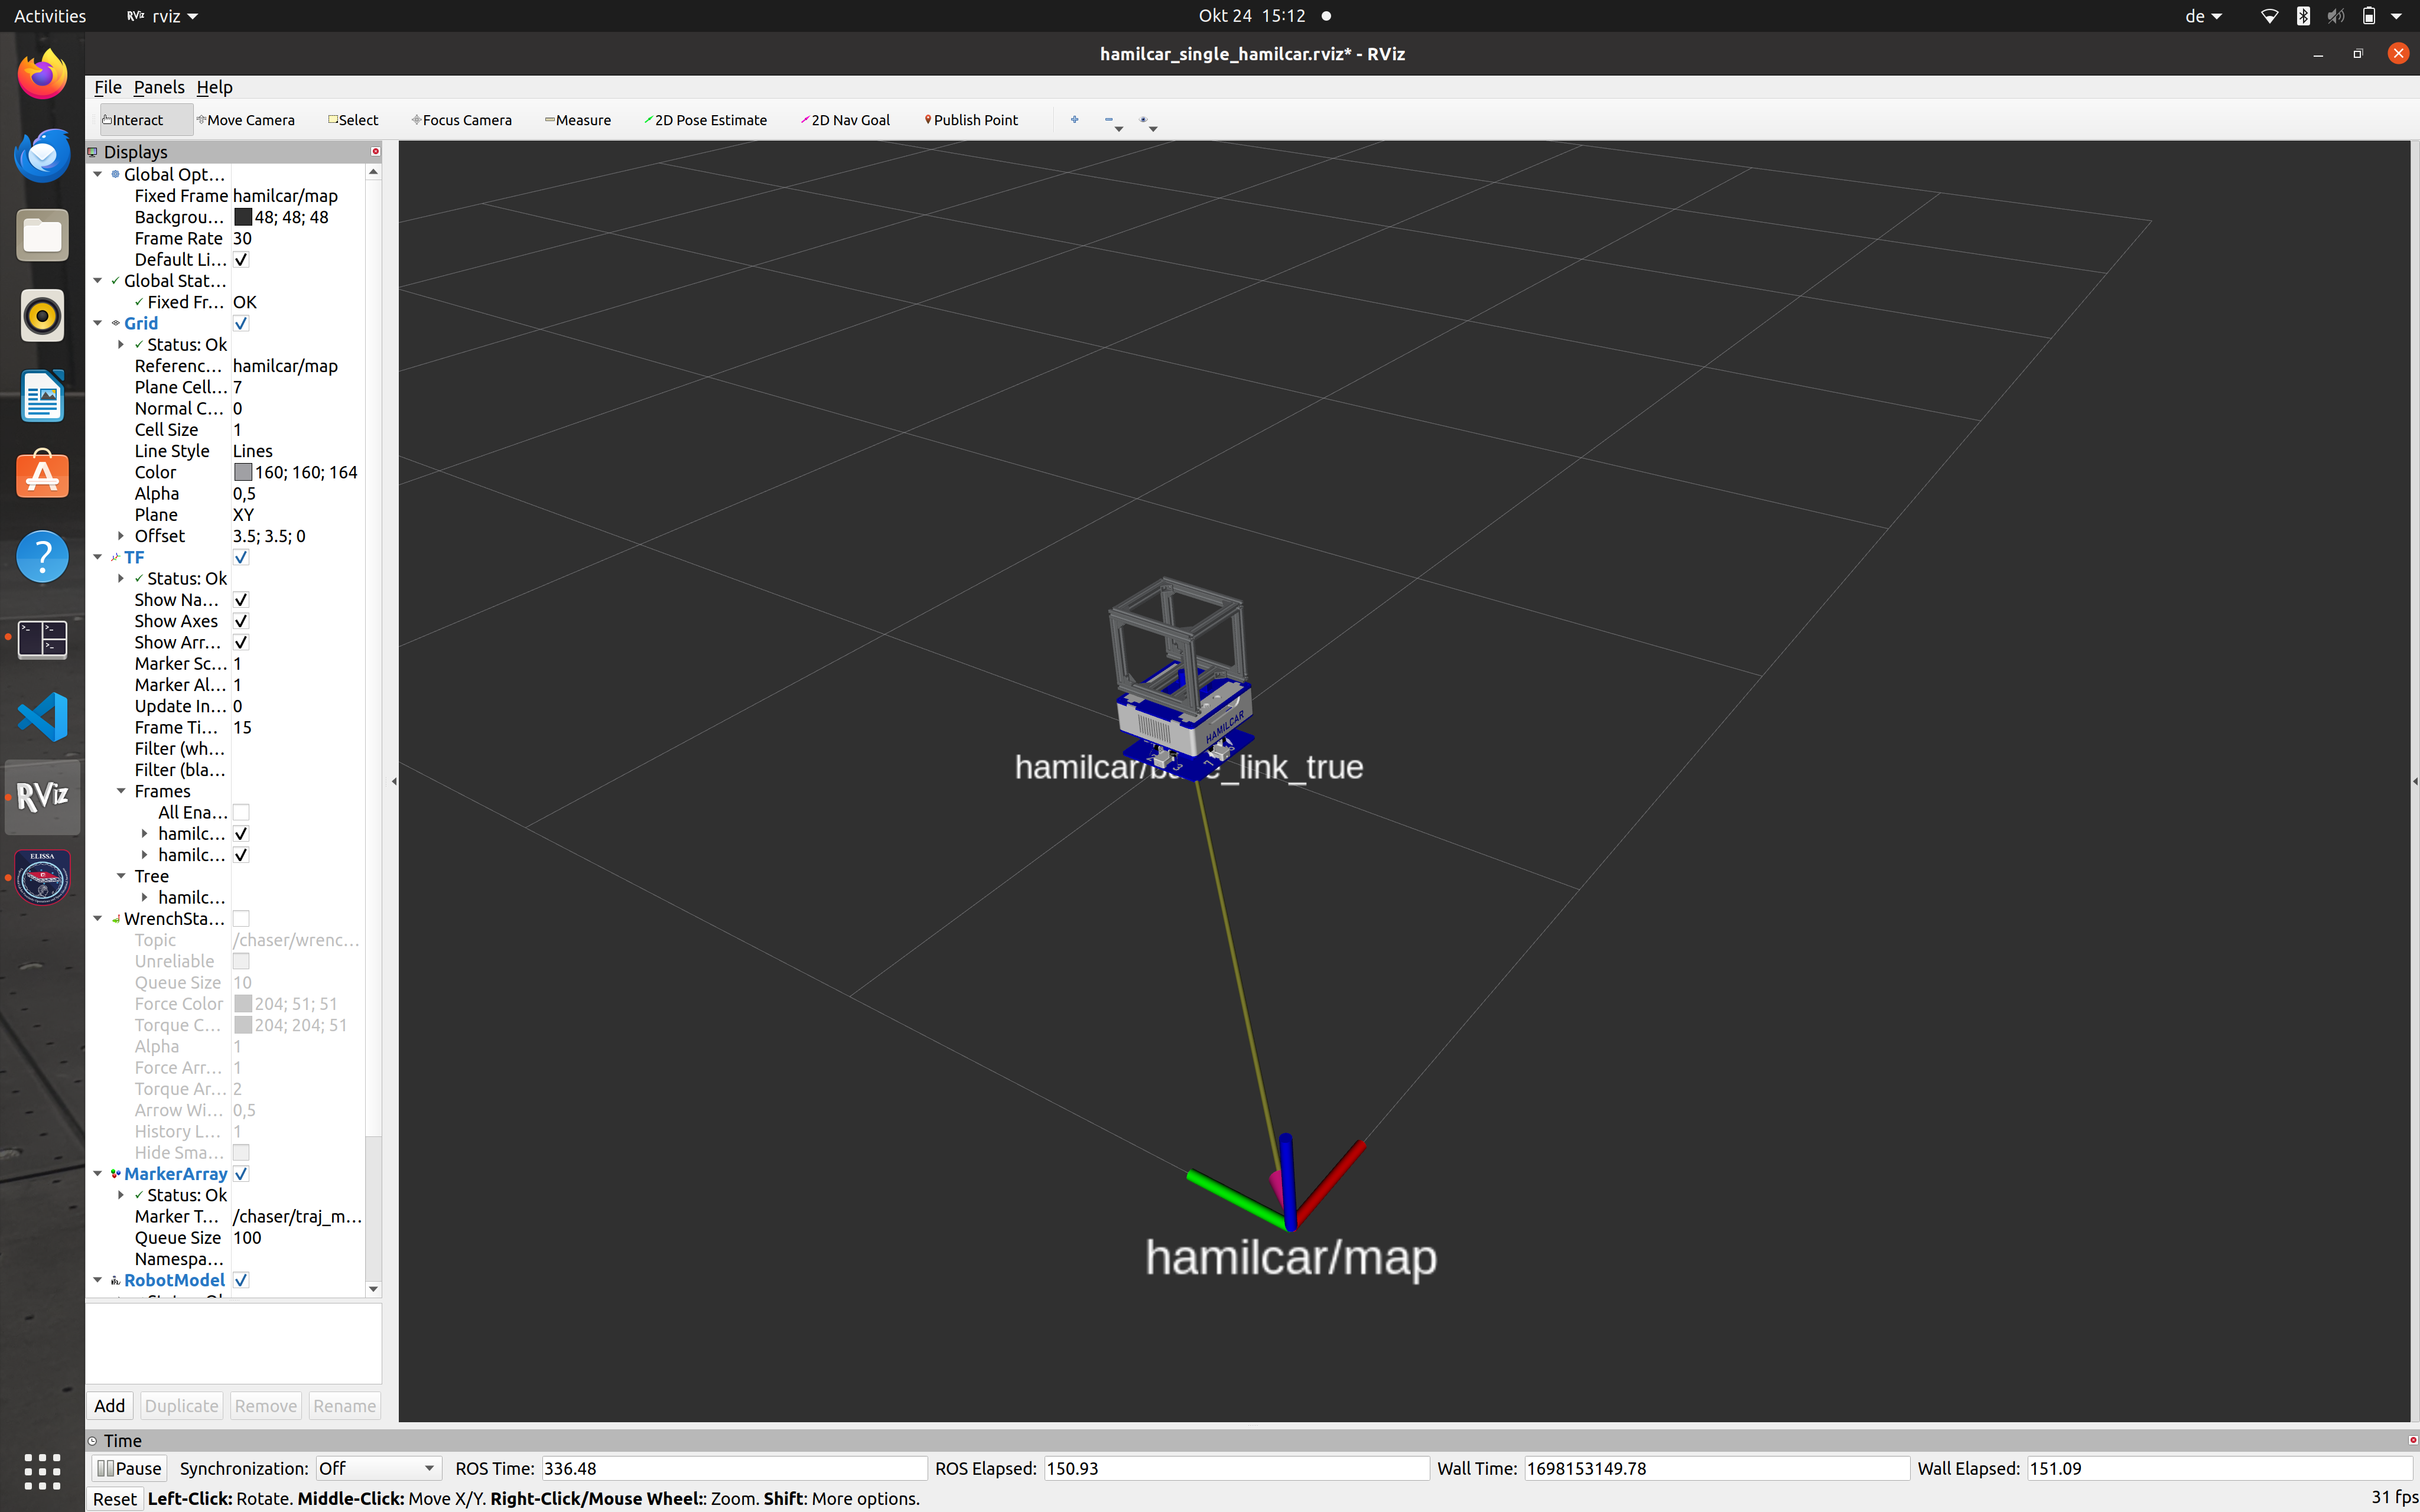 Activities
RViz rviz
Okt 24 15:12
de
hamilcar_single_hamilcar.rviz* - RViz
File Panels Help
Interact Move Camera Select Focus Camera Measure 2D Pose Estimate 2D Nav Goal Publish Point
Displays
Global Opt...
Fixed Frame hamilcar/map
Backgrou... 48; 48; 48
Frame Rate 30
Default Li...
Global Stat...
Fixed Fr... OK
Grid
Status: Ok
Referenc... hamilcar/map
Plane Cell... 7
Normal C... 0
Cell Size 1
Line Style Lines
Color 160; 160; 164
Alpha 0,5
Plane XY
Offset 3.5; 3.5; 0
TF
Status: Ok
Show Na...
Show Axes
Show Arr...
Marker Sc... 1
Marker Al... 1
Update In... 0
Frame Ti... 15
Filter (wh...
Filter (bla...
Frames
All Ena...
hamilc...
hamilc...
Tree
hamilc...
WrenchSta...
Topic /chaser/wrenc...
Unreliable
Queue Size 10
Force Color 204; 51; 51
Torque C... 204; 204; 51
Alpha 1
Force Arr... 1
Torque Ar... 2
Arrow Wi... 0,5
History L... 1
Hide Sma...
MarkerArray
Status: Ok
Marker T... /chaser/traj_m...
Queue Size 100
Namespa...
RobotModel
Add Duplicate Remove Rename
RViz
ELISSA
HAMILCAR
hamilcar/map
Time
Pause Synchronization: Off ROS Time: 336.48 ROS Elapsed: 150.93 Wall Time: 1698153149.78 Wall Elapsed: 151.09
Reset Left-Click: Rotate. Middle-Click: Move X/Y. Right-Click/Mouse Wheel:: Zoom. Shift: More options.
31 fps